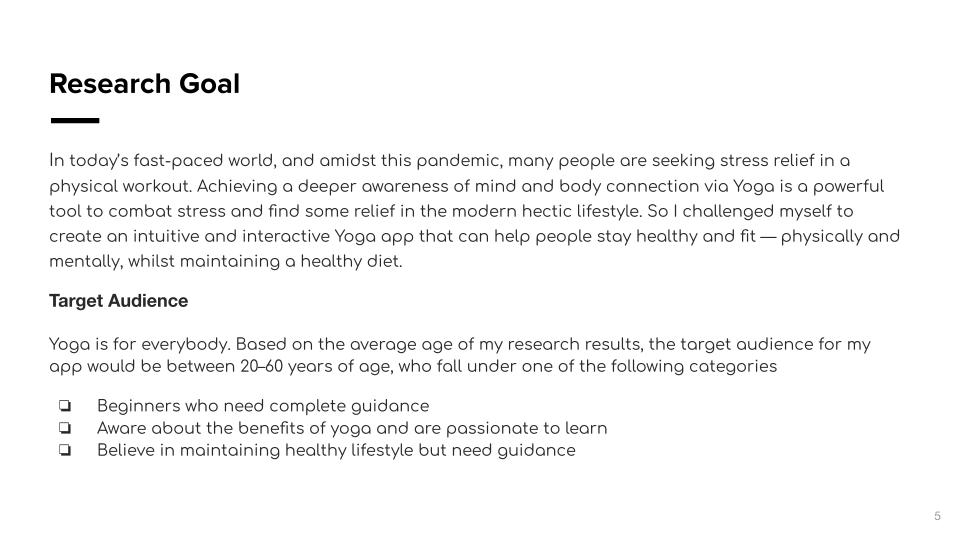 Research Goal
In today's fast-paced world, and amidst this pandemic, many people are seeking stress relief in a
physical workout. Achieving a deeper awareness of mind and body connection via Yoga is a powerful
tool to combat stress and find some relief in the modern hectic lifestyle. So I challenged myself to
create an intuitive and interactive Yoga app that can help people stay healthy and fit — physically and
mentally, whilst maintaining a healthy diet.
Target Audience
Yoga is for everybody. Based on the average age of my research results, the target audience for my
app would be between 20–60 years of age, who fall under one of the following categories
❏ Beginners who need complete guidance
❏ Aware about the benefits of yoga and are passionate to learn
❏ Believe in maintaining healthy lifestyle but need guidance
5